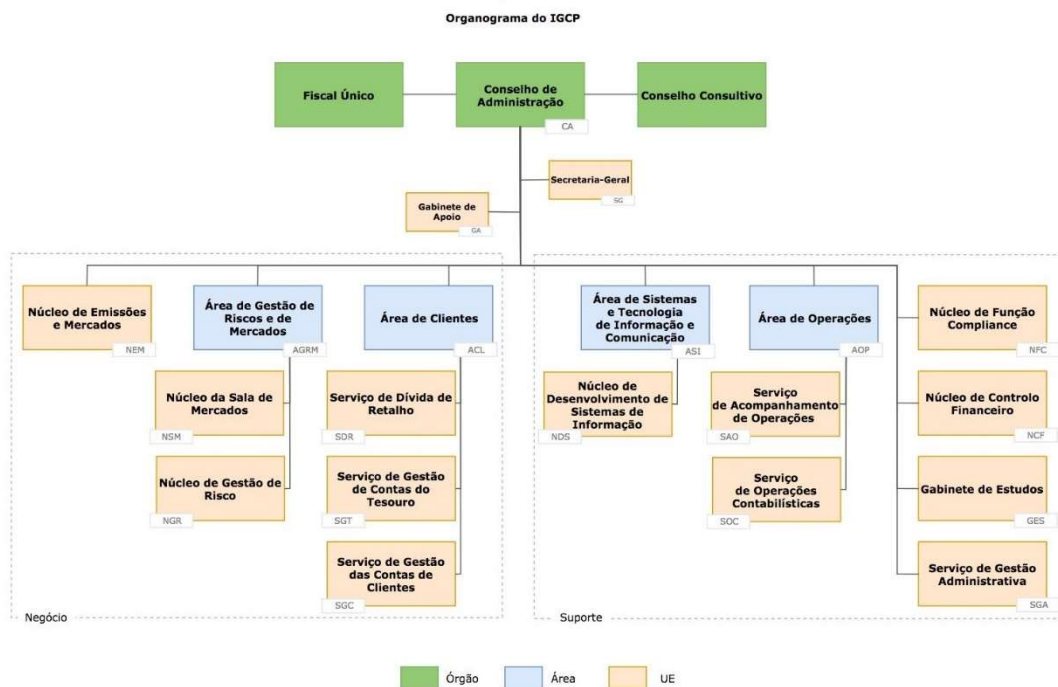 Organograma do IGCP
Fiscal Único
Conselho de
Administração
CA
Conselho Consultivo
Secretaria-Geral
SG
Gabinete de
Apoio
GA
Núcleo de Emissões
e Mercados
NEM
Área de Gestão de
Riscos e de
Mercados
AGRM
Área de Clientes
ACL
Área de Sistemas
e Tecnologia
de Informação e
Comunicação
ASI
Área de Operações
AOP
Núcleo de Função
Compliance
NFC
Núcleo da Sala de
Mercados
NSM
Serviço de Dívida de
Retalho
SDR
Núcleo de
Desenvolvimento de
Sistemas de
Informação
NDS
Serviço
de Acompanhamento
de Operações
SAO
Núcleo de Controlo
Financeiro
NCF
Núcleo de Gestão de
Risco
NGR
Serviço de Gestão
de Contas do
Tesouro
SGT
Serviço
de Operações
Contabilísticas
SOC
Gabinete de Estudos
GES
Serviço de Gestão
das Contas de
Clientes
SGC
Serviço de Gestão
Administrativa
SGA
Negócio
Suporte
Órgão
Área
UE